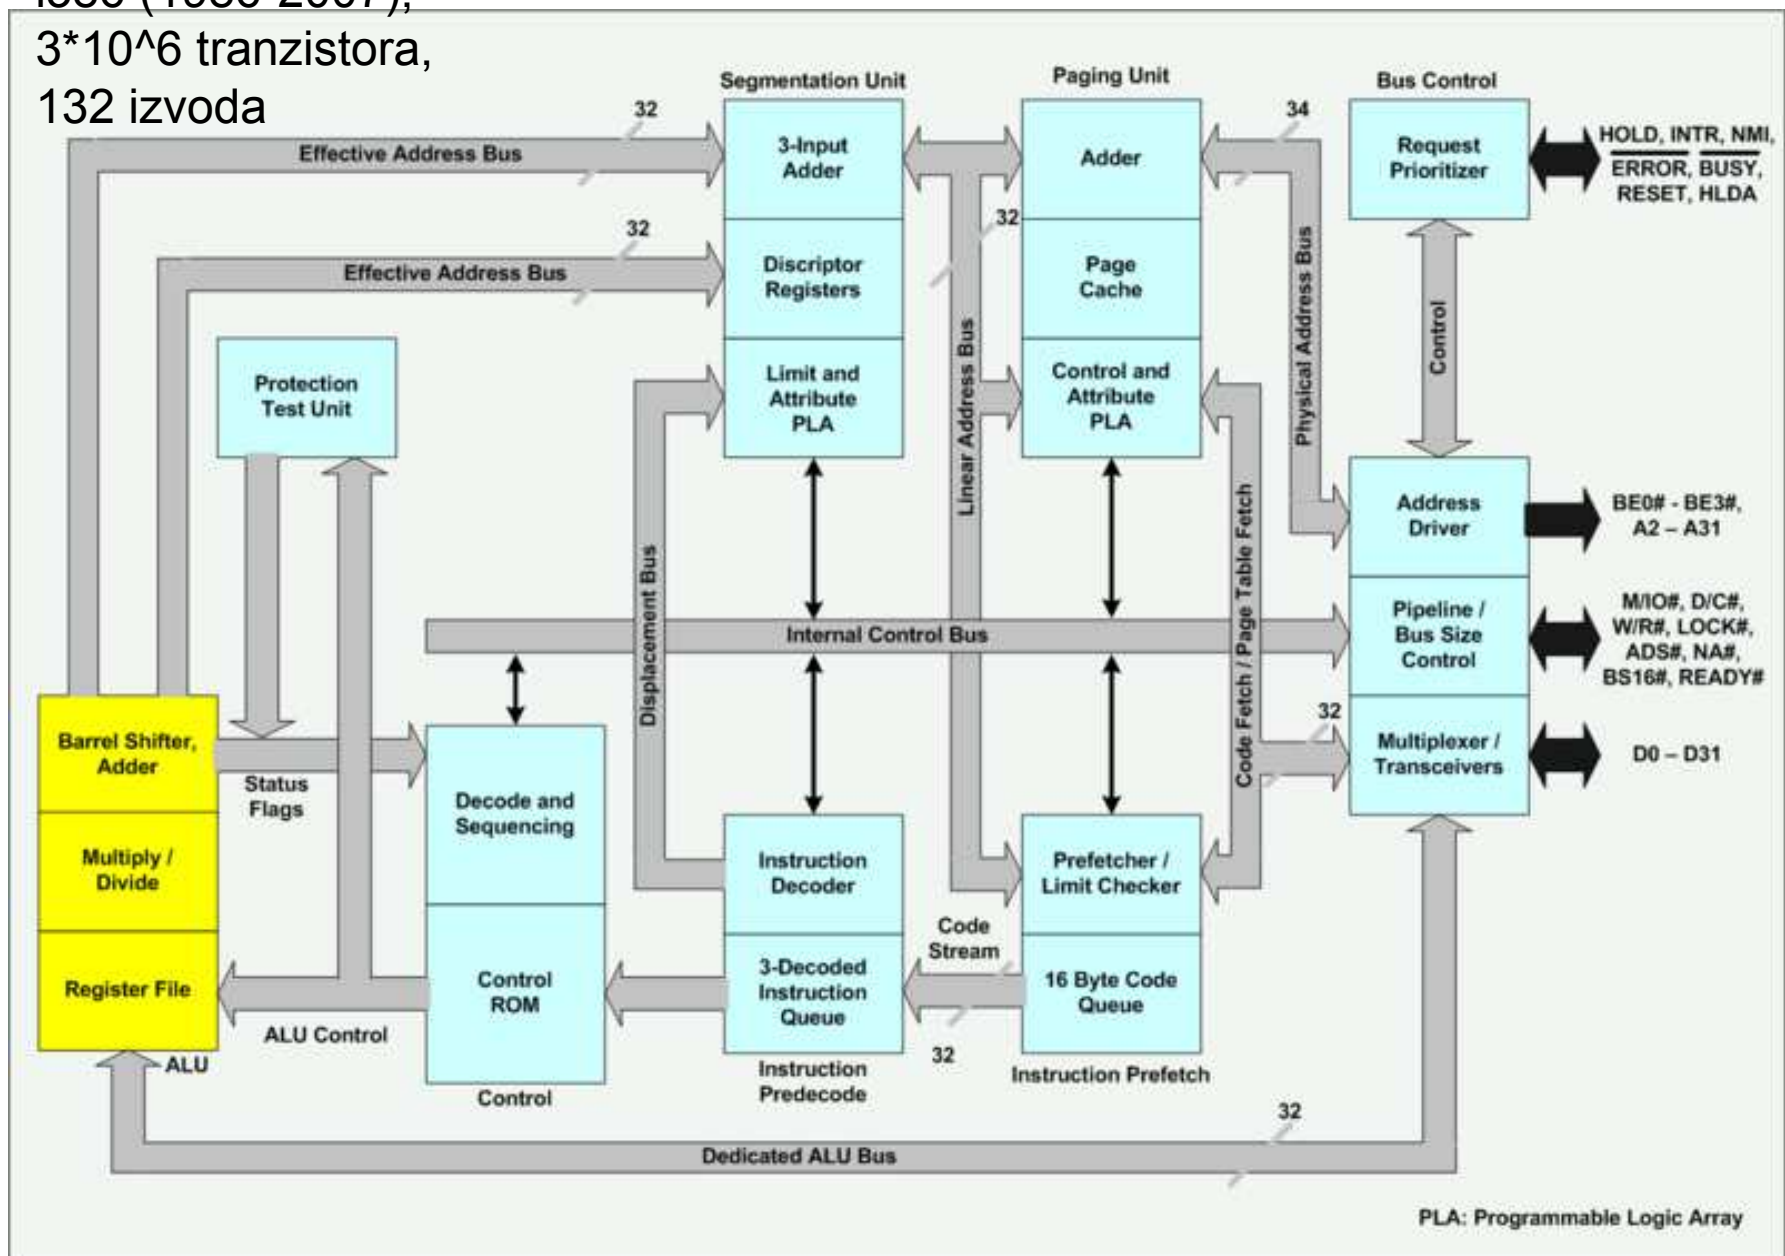 3*10^6 tranzistora,
132 izvoda
Segmentation Unit
Paging Unit
Bus Control
32
34
Effective Address Bus
3-Input
Adder
Adder
Request
Prioritizer
HOLD, INTR, NMI,
ERROR, BUSY,
RESET, HLDA
32
32
Effective Address Bus
Discriptor
Registers
Page
Cache
Physical Address Bus
Control
Protection
Test Unit
Limit and
Attribute
PLA
Linear Address Bus
Control and
Attribute
PLA
Address
Driver
BE0# - BE3#,
A2 – A31
Displacement Bus
Code Fetch / Page Table Fetch
Internal Control Bus
Pipeline /
Bus Size
Control
M/IO#, D/C#,
W/R#, LOCK#,
ADS#, NA#,
BS16#, READY#
32
Barrel Shifter,
Adder
Status
Flags
Multiplexer /
Transceivers
D0 – D31
Decode and
Sequencing
Multiply /
Divide
Instruction
Decoder
Prefetcher /
Limit Checker
Code
Stream
Register File
Control
ROM
3-Decoded
Instruction
Queue
16 Byte Code
Queue
ALU Control
32
ALU
Control
Instruction
Predecode
Instruction Prefetch
32
Dedicated ALU Bus
PLA: Programmable Logic Array